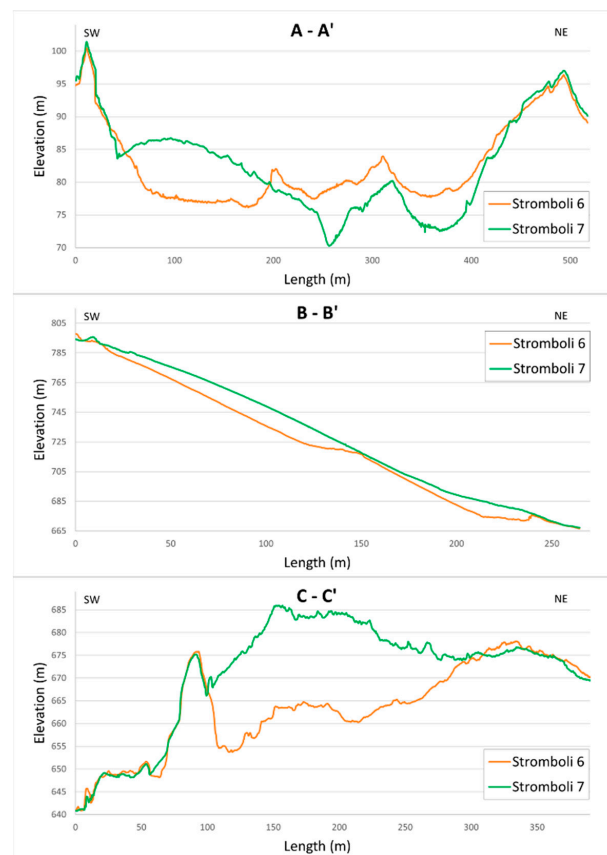 A - A'
SW
NE
Elevation (m)
100
95
90
85
80
75
70
0
100
200
300
400
500
Length (m)
Stromboli 6
Stromboli 7
B - B'
SW
NE
Elevation (m)
805
785
765
745
725
705
685
665
0
50
100
150
200
250
Length (m)
Stromboli 6
Stromboli 7
C - C'
SW
NE
Elevation (m)
685
680
675
670
665
660
655
650
645
640
0
50
100
150
200
250
300
350
Length (m)
Stromboli 6
Stromboli 7